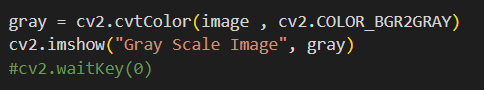 gray = cv2.cvtColor(image , cv2.COLOR_BGR2GRAY)
cv2.imshow("Gray Scale Image", gray)
#cv2.waitKey(0)